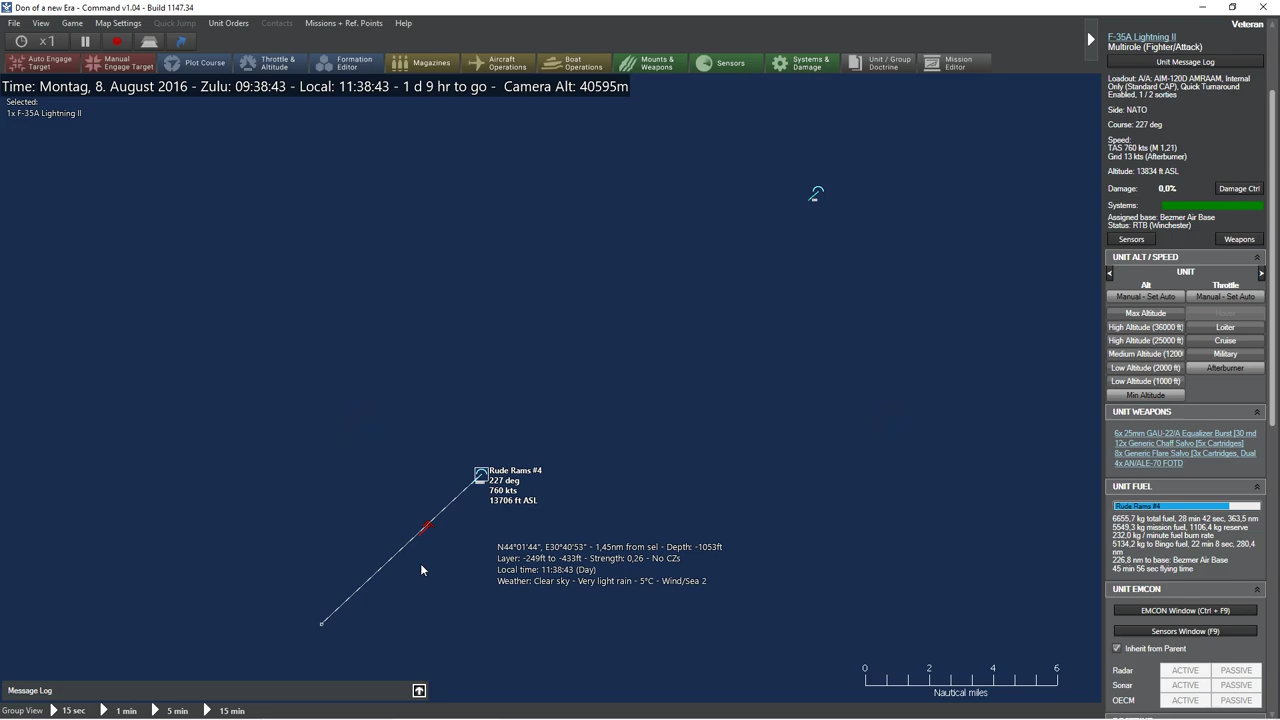 Don of a new Era - Command v1.04 - Build 1147.34
File View Game Map Settings Quick Jump Unit Orders Contacts Missions + Ref. Points Help
Veteran
x1
Auto Engage Target
Manual Engage Target
Plot Course
Throttle & Altitude
Formation Editor
Magazines
Aircraft Operations
Boat Operations
Mounts & Weapons
Sensors
Systems & Damage
Unit / Group Doctrine
Mission Editor
Time: Montag, 8. August 2016 - Zulu: 09:38:43 - Local: 11:38:43 - 1 d 9 hr to go - Camera Alt: 40595m
Selected:
1x F-35A Lightning II
Rude Rams #4
227 deg
760 kts
13706 ft ASL
N44°01'44", E30°40'53" - 1,45nm from sel - Depth: -1053ft
Layer: -249ft to -433ft - Strength: 0,26 - No CZs
Local time: 11:38:43 (Day)
Weather: Clear sky - Very light rain - 5°C - Wind/Sea 2
0 2 4 6
Nautical miles
Message Log
Group View 15 sec 1 min 5 min 15 min
F-35A Lightning II
Multirole (Fighter/Attack)
Unit Message Log
Loadout: A/A: AIM-120D AMRAAM, Internal
Only (Standard CAP), Quick Turnaround
Enabled, 1 / 2 sorties
Side: NATO
Course: 227 deg
Speed:
TAS 760 kts (M 1,21)
Gnd 13 kts (Afterburner)
Altitude: 13834 ft ASL
Damage: 0,0% Damage Ctrl
Systems:
Assigned base: Bezmer Air Base
Status: RTB (Winchester)
Sensors Weapons
UNIT ALT / SPEED
< UNIT >
Alt Throttle
Manual - Set Auto Manual - Set Auto
Max Altitude
High Altitude (36000 ft) Loiter
High Altitude (25000 ft) Cruise
Medium Altitude (1200 Military
Low Altitude (2000 ft) Afterburner
Low Altitude (1000 ft)
Min Altitude
UNIT WEAPONS
6x 25mm GAU-22/A Equalizer Burst [30 rnd
12x Generic Chaff Salvo [5x Cartridges]
8x Generic Flare Salvo [3x Cartridges, Dual
4x AN/ALE-70 FOTD
UNIT FUEL
Rude Rams #4
6655,7 kg total fuel, 28 min 42 sec, 363,5 nm
5549,3 mission fuel, 1106,4 kg reserve
232,0 kg / minute fuel burn rate
5134,2 kg to Bingo fuel, 22 min 8 sec, 280,4
nm
226,8 nm to base: Bezmer Air Base
45 min 56 sec flying time
UNIT EMCON
EMCON Window (Ctrl + F9)
Sensors Window (F9)
Inherit from Parent
Radar ACTIVE PASSIVE
Sonar ACTIVE PASSIVE
OECM ACTIVE PASSIVE